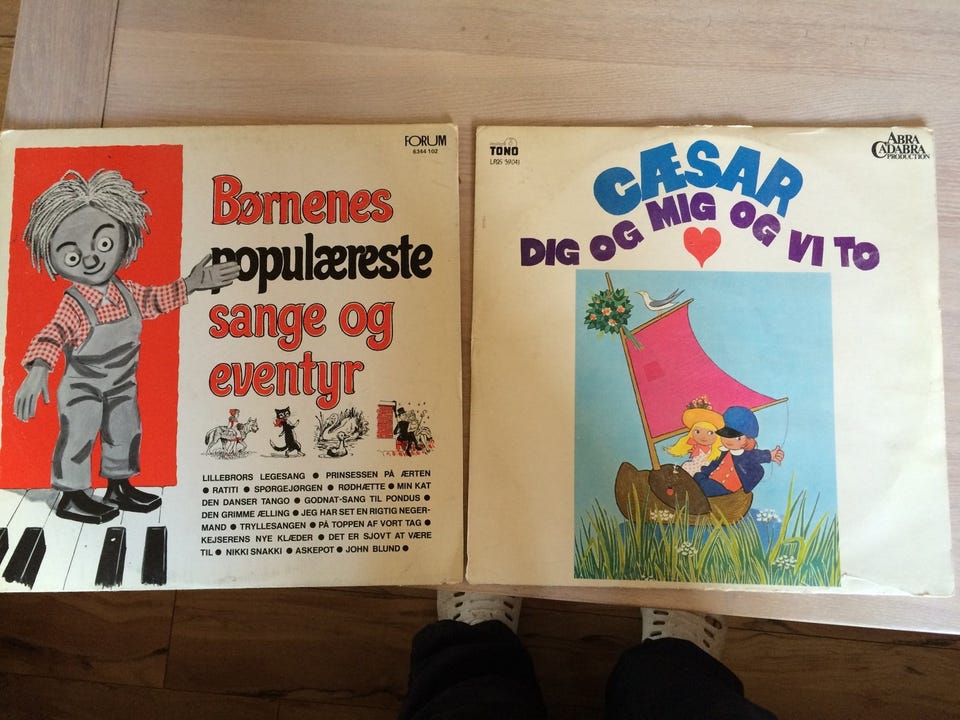 FORUM
6344 102
Børnenes
populæreste
sange og
eventyr
LILLEBRORS LEGESANG ● PRINSESSEN PÅ ÆRTEN
● RATITI ● SPØRGEJØRGEN ● RØDHÆTTE ● MIN KAT
DEN DANSER TANGO ● GODNAT-SANG TIL PONDUS ●
DEN GRIMME ÆLLING ● JEG HAR SET EN RIGTIG NEGER-
MAND ● TRYLLESANGEN ● PÅ TOPPEN AF VORT TAG ●
KEJSERENS NYE KLÆDER ● DET ER SJOVT AT VÆRE
TIL ● NIKKI SNAKKI ● ASKEPOT ● JOHN BLUND ●
TONO
ABRA
CADABRA
PRODUCTION
CÆSAR
DIG OG MIG OG VI TO